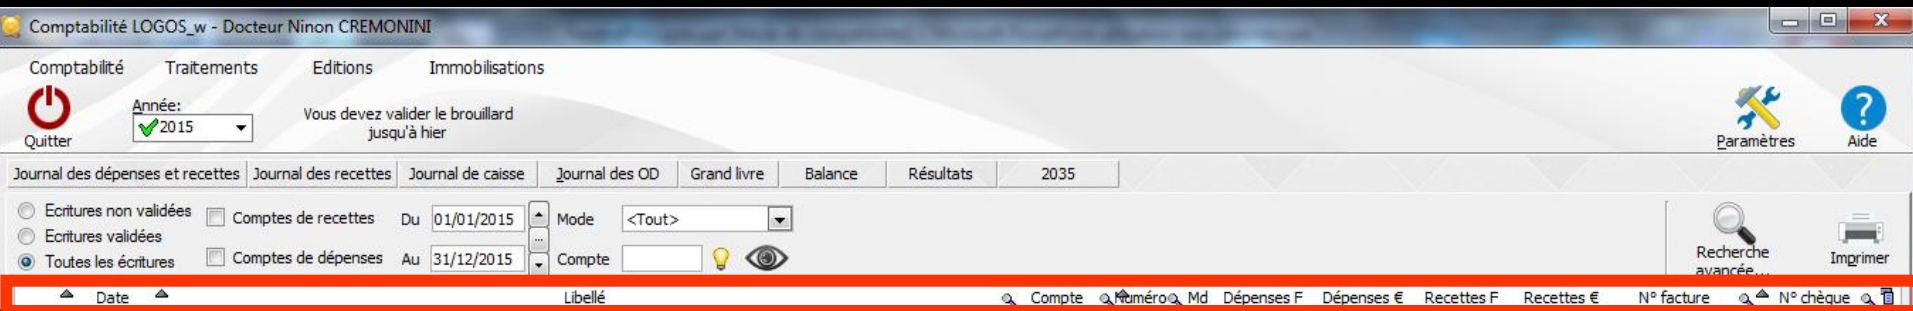 Comptabilité LOGOS_w - Docteur Ninon CREMONINI
Comptabilité Traitements Editions Immobilisations
Quitter
Année:
2015
Vous devez valider le brouillard
jusqu'à hier
Paramètres
Aide
Journal des dépenses et recettes Journal des recettes Journal de caisse Journal des OD Grand livre Balance Résultats 2035
Ecritures non validées
Ecritures validées
Toutes les écritures
Comptes de recettes
Comptes de dépenses
Du 01/01/2015
Au 31/12/2015
...
Mode <Tout>
Compte
Recherche
avancée...
Imprimer
Date Libellé Compte Numéro Md Dépenses F Dépenses € Recettes F Recettes € N° facture N° chèque